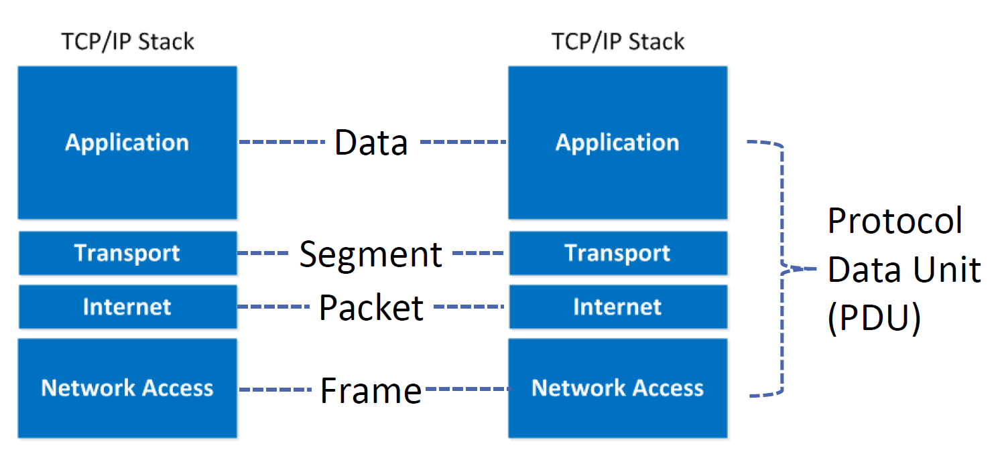 TCP/IP Stack
TCP/IP Stack
Application
Data
Application
Transport
Segment
Transport
Internet
Packet
Internet
Network Access
Frame
Network Access
Protocol
Data Unit
(PDU)